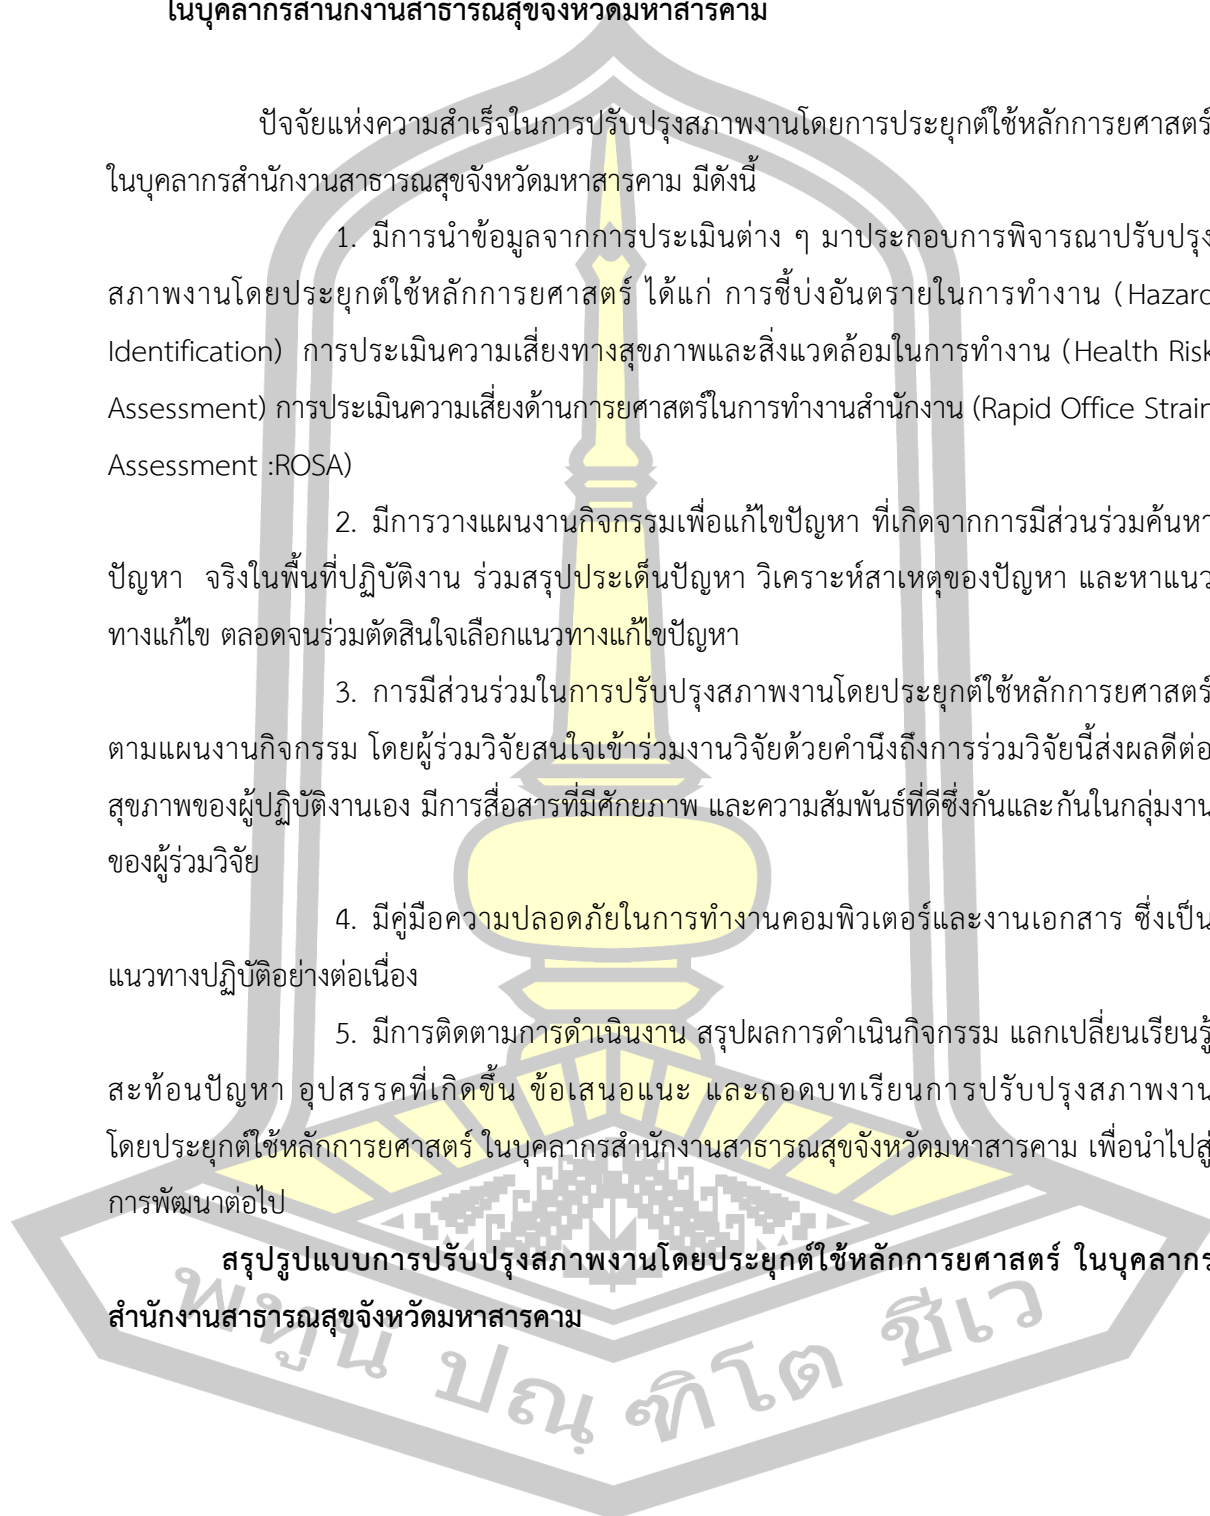 ในบุคลากรสำนักงานสาธารณสุขจังหวัดมหาสารคาม
ปัจจัยแห่งความสำเร็จในการปรับปรุงสภาพงานโดยการประยุกต์ใช้หลักการยศาสตร์
ในบุคลากรสำนักงานสาธารณสุขจังหวัดมหาสารคาม มีดังนี้
1. มีการนำข้อมูลจากการประเมินต่าง ๆ มาประกอบการพิจารณาปรับปรุง
สภาพงานโดยประยุกต์ใช้หลักการยศาสตร์ ได้แก่ การชี้บ่งอันตรายในการทำงาน (Hazard
Identification) การประเมินความเสี่ยงทางสุขภาพและสิ่งแวดล้อมในการทำงาน (Health Risk
Assessment) การประเมินความเสี่ยงด้านการยศาสตร์ในการทำงานสำนักงาน (Rapid Office Strain
Assessment :ROSA)
2. มีการวางแผนงานกิจกรรมเพื่อแก้ไขปัญหา ที่เกิดจากการมีส่วนร่วมค้นหา
ปัญหา จริงในพื้นที่ปฏิบัติงาน ร่วมสรุปประเด็นปัญหา วิเคราะห์สาเหตุของปัญหา และหาแนว
ทางแก้ไข ตลอดจนร่วมตัดสินใจเลือกแนวทางแก้ไขปัญหา
3. การมีส่วนร่วมในการปรับปรุงสภาพงานโดยประยุกต์ใช้หลักการยศาสตร์
ตามแผนงานกิจกรรม โดยผู้ร่วมวิจัยสนใจเข้าร่วมงานวิจัยด้วยคำนึงถึงการร่วมวิจัยนี้ส่งผลดีต่อ
สุขภาพของผู้ปฏิบัติงานเอง มีการสื่อสารที่มีศักยภาพ และความสัมพันธ์ที่ดีซึ่งกันและกันในกลุ่มงาน
ของผู้ร่วมวิจัย
4. มีคู่มือความปลอดภัยในการทำงานคอมพิวเตอร์และงานเอกสาร ซึ่งเป็น
แนวทางปฏิบัติอย่างต่อเนื่อง
5. มีการติดตามการดำเนินงาน สรุปผลการดำเนินกิจกรรม แลกเปลี่ยนเรียนรู้
สะท้อนปัญหา อุปสรรคที่เกิดขึ้น ข้อเสนอแนะ และถอดบทเรียนการปรับปรุงสภาพงาน
โดยประยุกต์ใช้หลักการยศาสตร์ ในบุคลากรสำนักงานสาธารณสุขจังหวัดมหาสารคาม เพื่อนำไปสู่
การพัฒนาต่อไป
สรุปรูปแบบการปรับปรุงสภาพงานโดยประยุกต์ใช้หลักการยศาสตร์ ในบุคลากร
สำนักงานสาธารณสุขจังหวัดมหาสารคาม
พหูนํ ปณฺฑิโต ชีเว